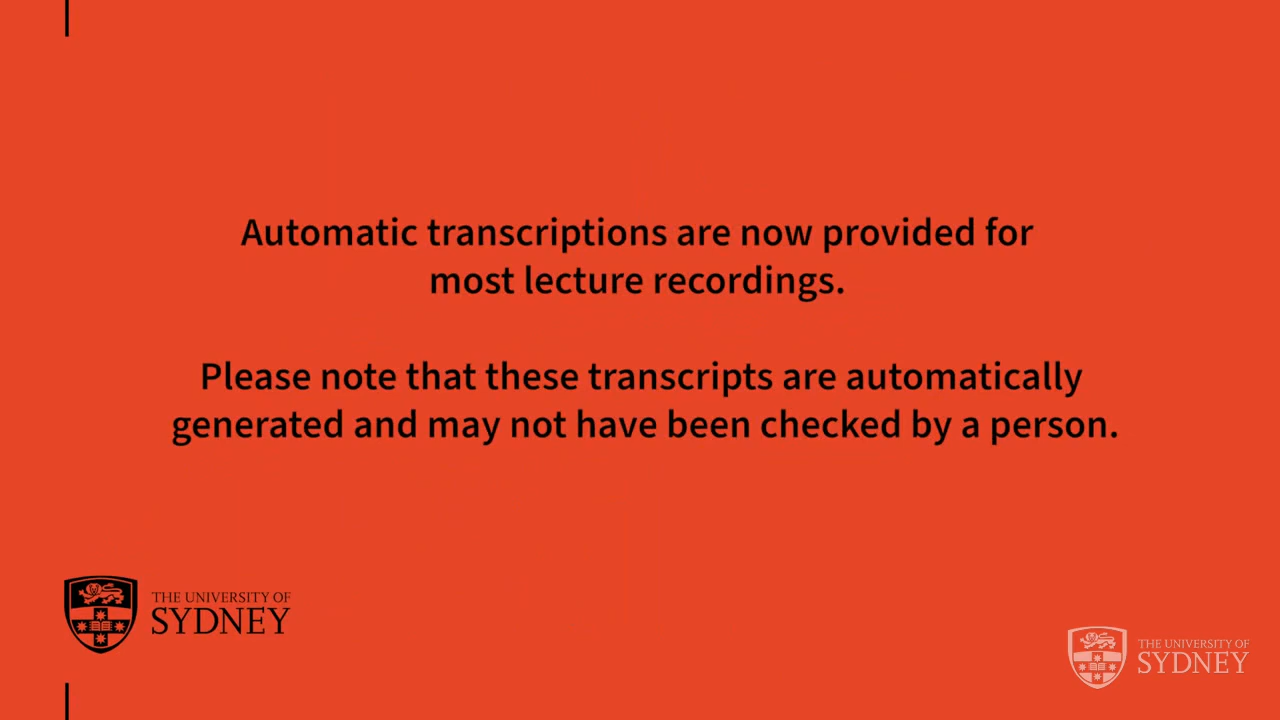 Automatic transcriptions are now provided for
most lecture recordings.
Please note that these transcripts are automatically
generated and may not have been checked by a person.
THE UNIVERSITY OF
SYDNEY
THE UNIVERSITY OF
SYDNEY